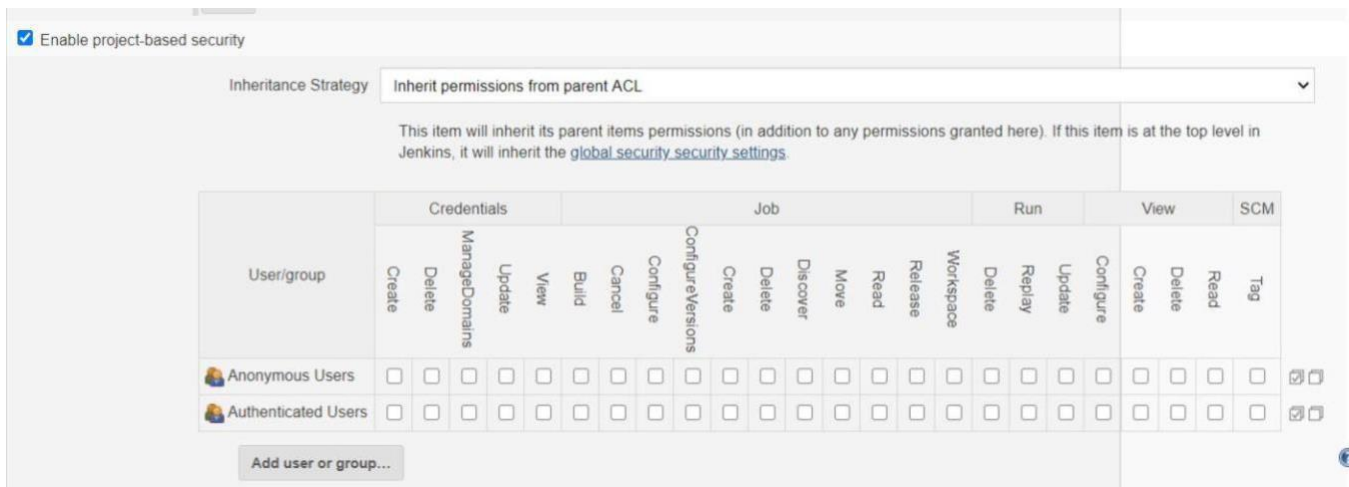 Enable project-based security
Inheritance Strategy
Inherit permissions from parent ACL
This item will inherit its parent items permissions (in addition to any permissions granted here). If this item is at the top level in
Jenkins, it will inherit the global security security settings.
User/group
Credentials
Job
Run
View
SCM
Create
Delete
ManageDomains
Update
View
Build
Cancel
Configure
ConfigureVersions
Create
Delete
Discover
Move
Read
Release
Workspace
Delete
Replay
Update
Configure
Create
Delete
Read
Tag
Anonymous Users
Authenticated Users
Add user or group...